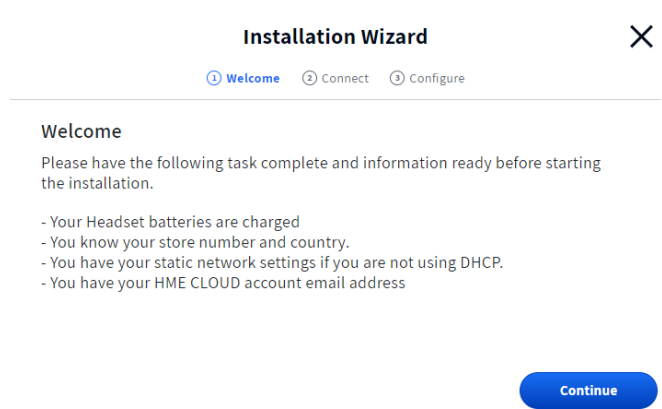 Installation Wizard
1 Welcome 2 Connect 3 Configure
Welcome
Please have the following task complete and information ready before starting
the installation.
- Your Headset batteries are charged
- You know your store number and country.
- You have your static network settings if you are not using DHCP.
- You have your HME CLOUD account email address
Continue